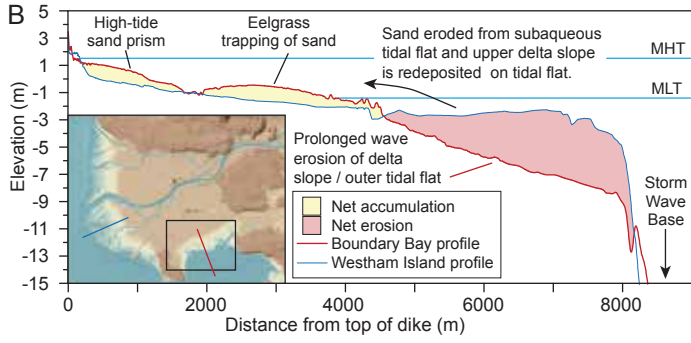 B
High-tide
sand prism
Eelgrass
trapping of sand
Sand eroded from subaqueous
tidal flat and upper delta slope
is redeposited on tidal flat.
MHT
MLT
Prolonged wave
erosion of delta
slope / outer tidal flat
Net accumulation
Net erosion
Boundary Bay profile
Westham Island profile
Storm
Wave
Base
Elevation (m)
5
3
1
-1
-3
-5
-7
-9
-11
-13
-15
0
2000
4000
6000
8000
Distance from top of dike (m)